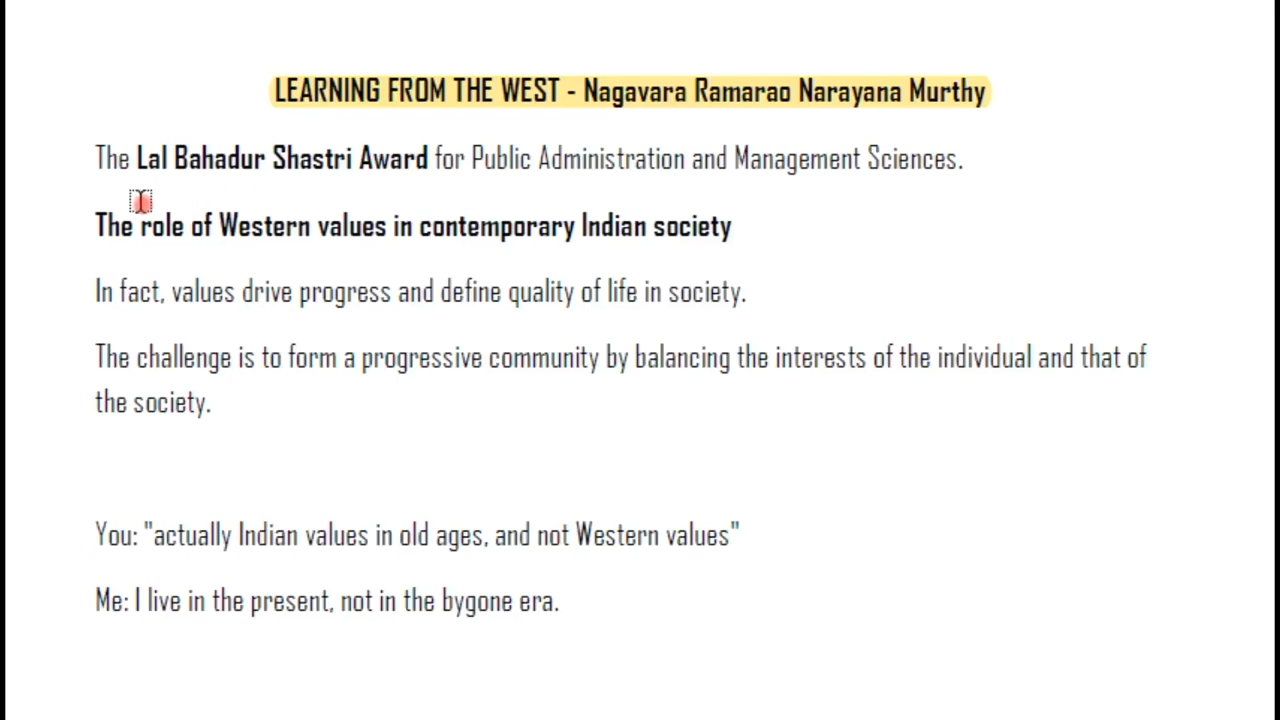 LEARNING FROM THE WEST - Nagavara Ramarao Narayana Murthy
The Lal Bahadur Shastri Award for Public Administration and Management Sciences.
The role of Western values in contemporary Indian society
In fact, values drive progress and define quality of life in society.
The challenge is to form a progressive community by balancing the interests of the individual and that of
the society.
You: "actually Indian values in old ages, and not Western values"
Me: I live in the present, not in the bygone era.